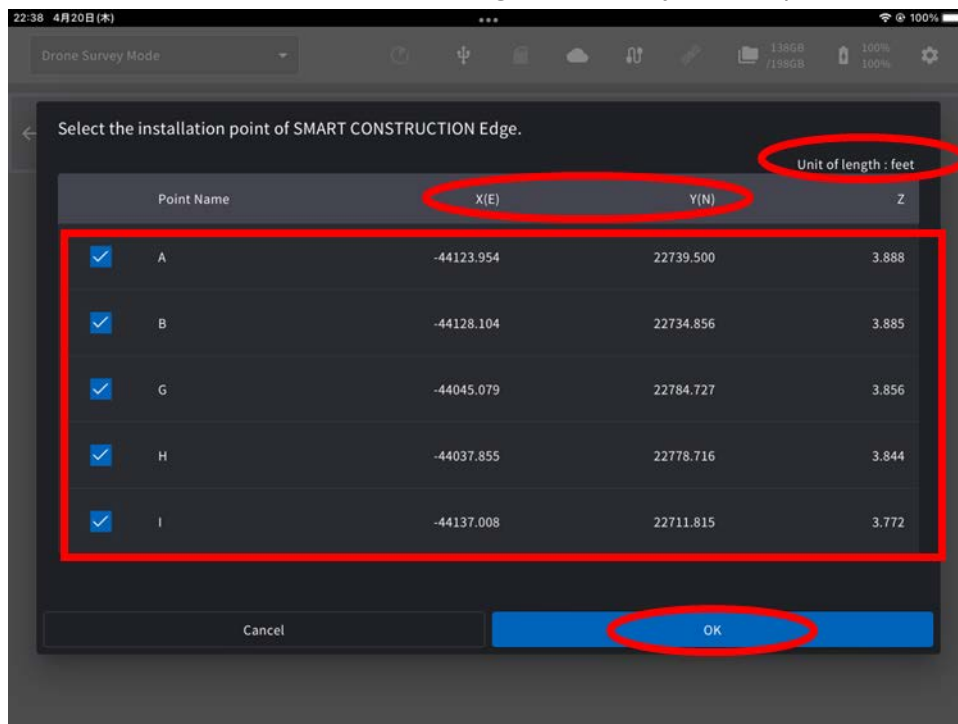 22:38 4月20日(木) ••• 100%
Drone Survey Mode 138GB /198GB 100% 100%
Select the installation point of SMART CONSTRUCTION Edge.
Unit of length : feet
Point Name X(E) Y(N) Z
A -44123.954 22739.500 3.888
B -44128.104 22734.856 3.885
G -44045.079 22784.727 3.856
H -44037.855 22778.716 3.844
I -44137.008 22711.815 3.772
Cancel OK